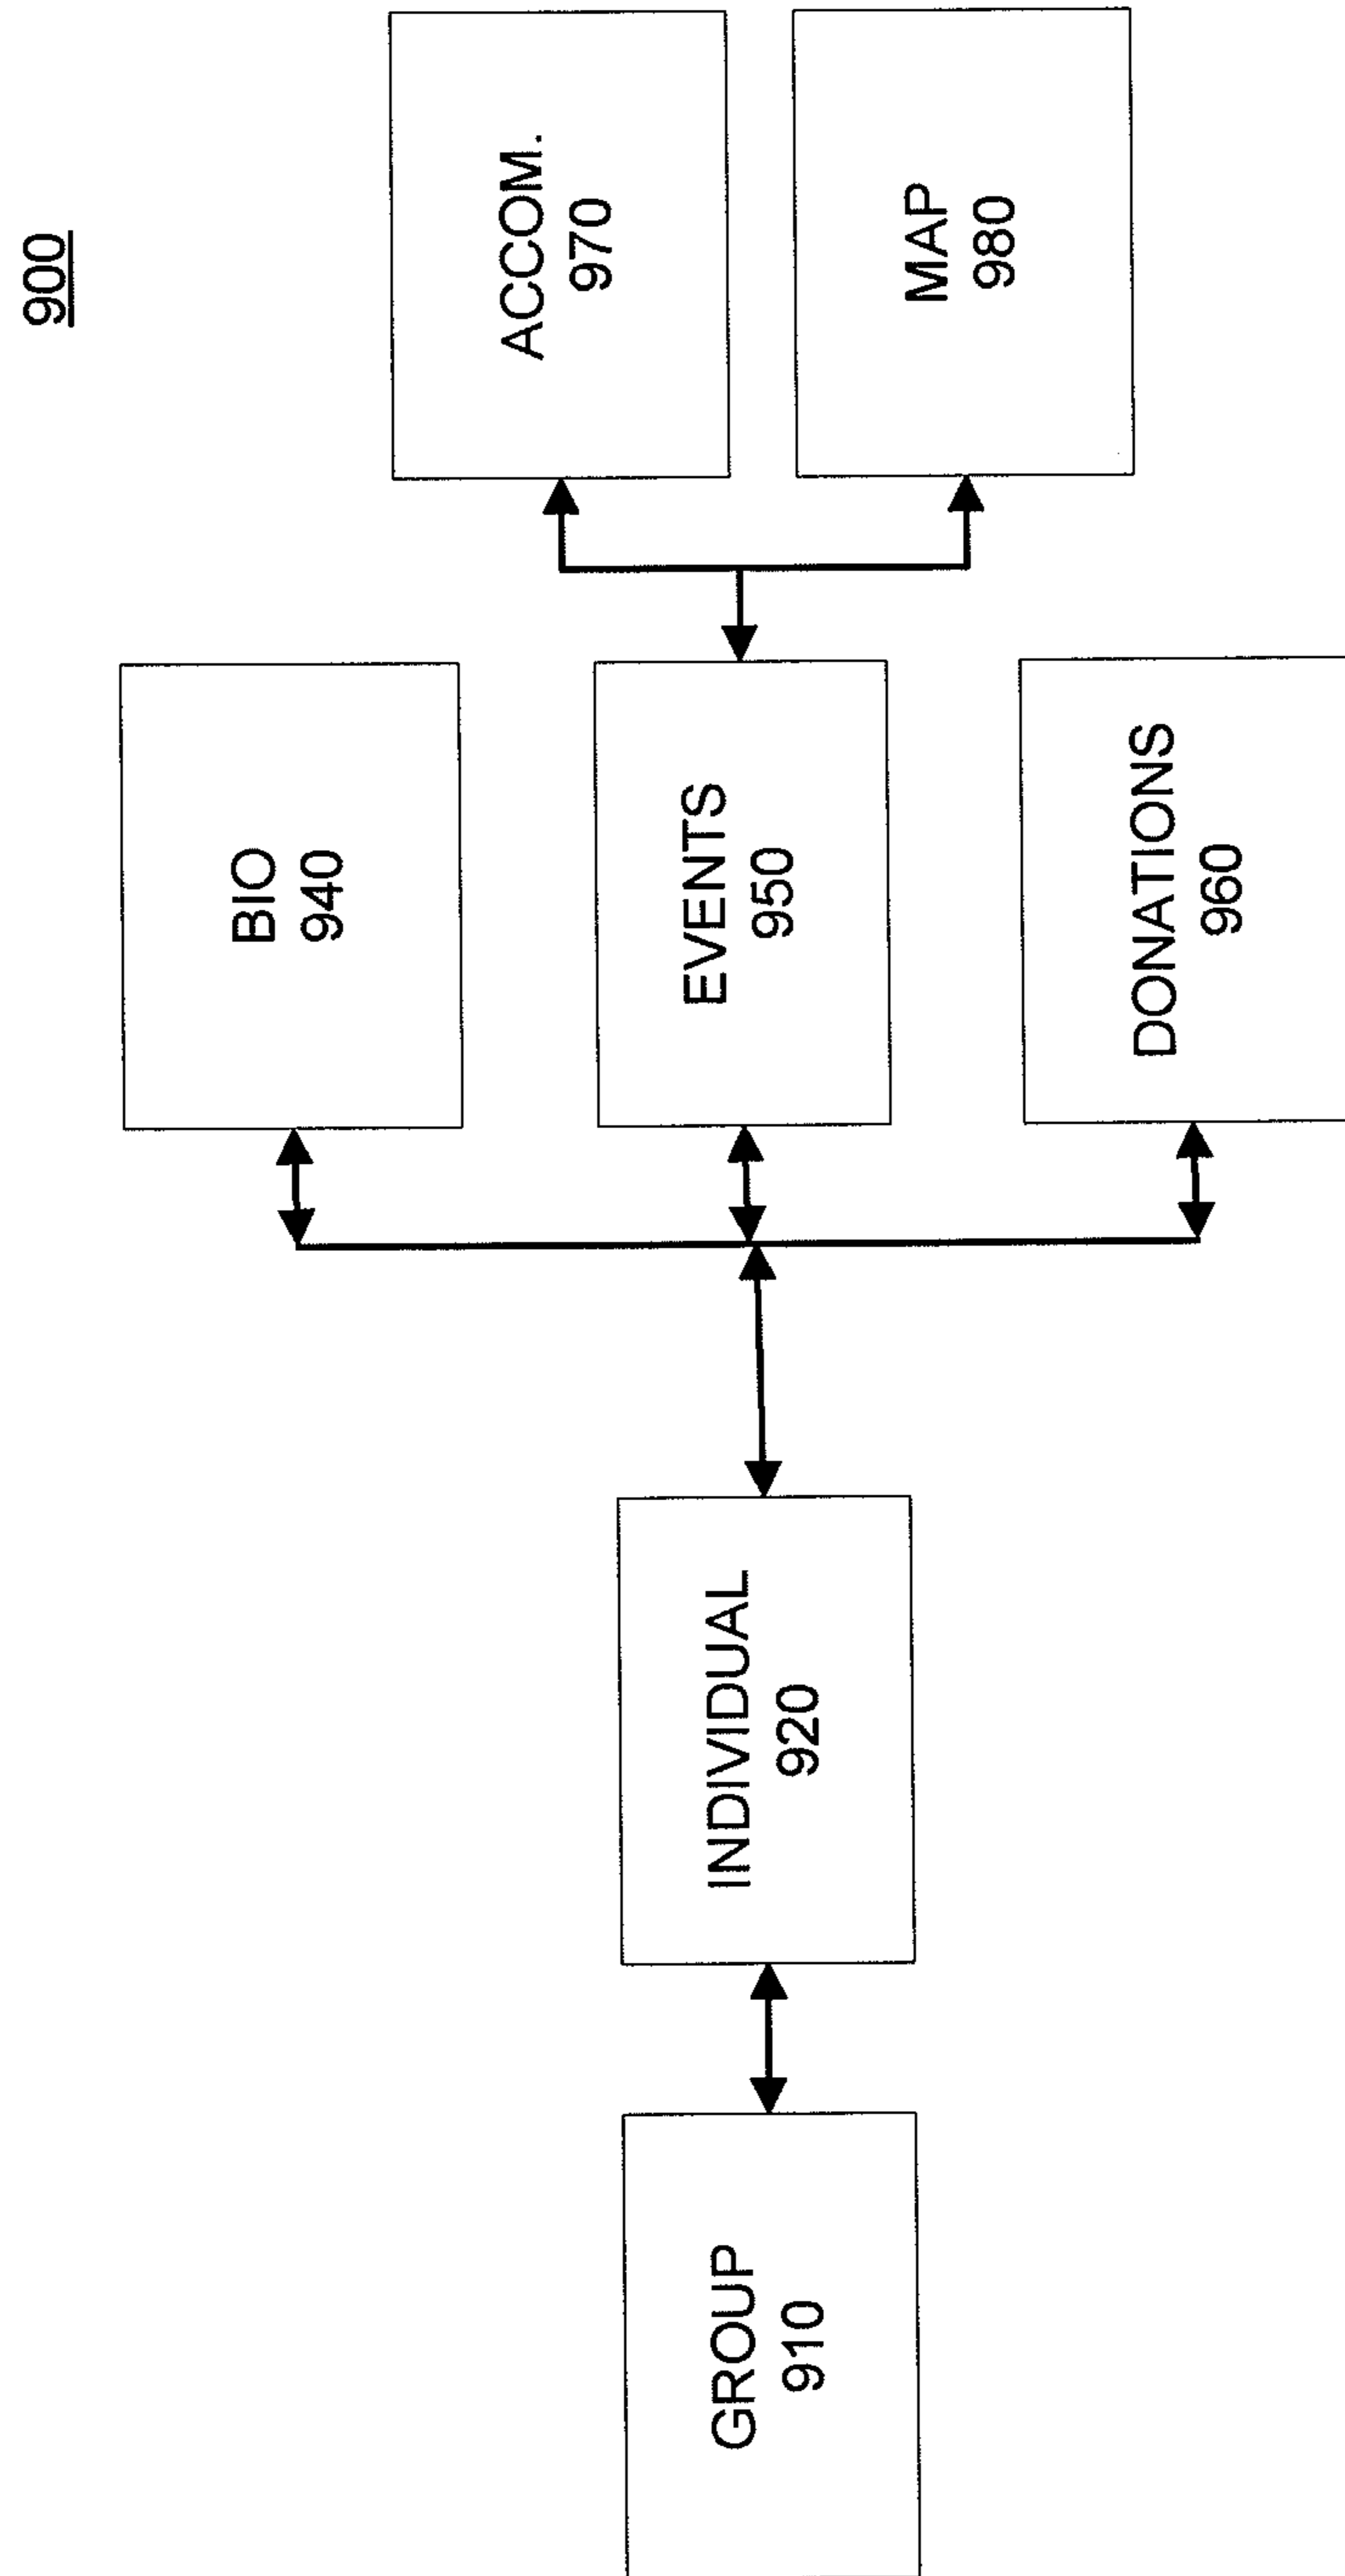 900
GROUP
910
INDIVIDUAL
920
BIO
940
EVENTS
950
DONATIONS
960
ACCOM.
970
MAP
980